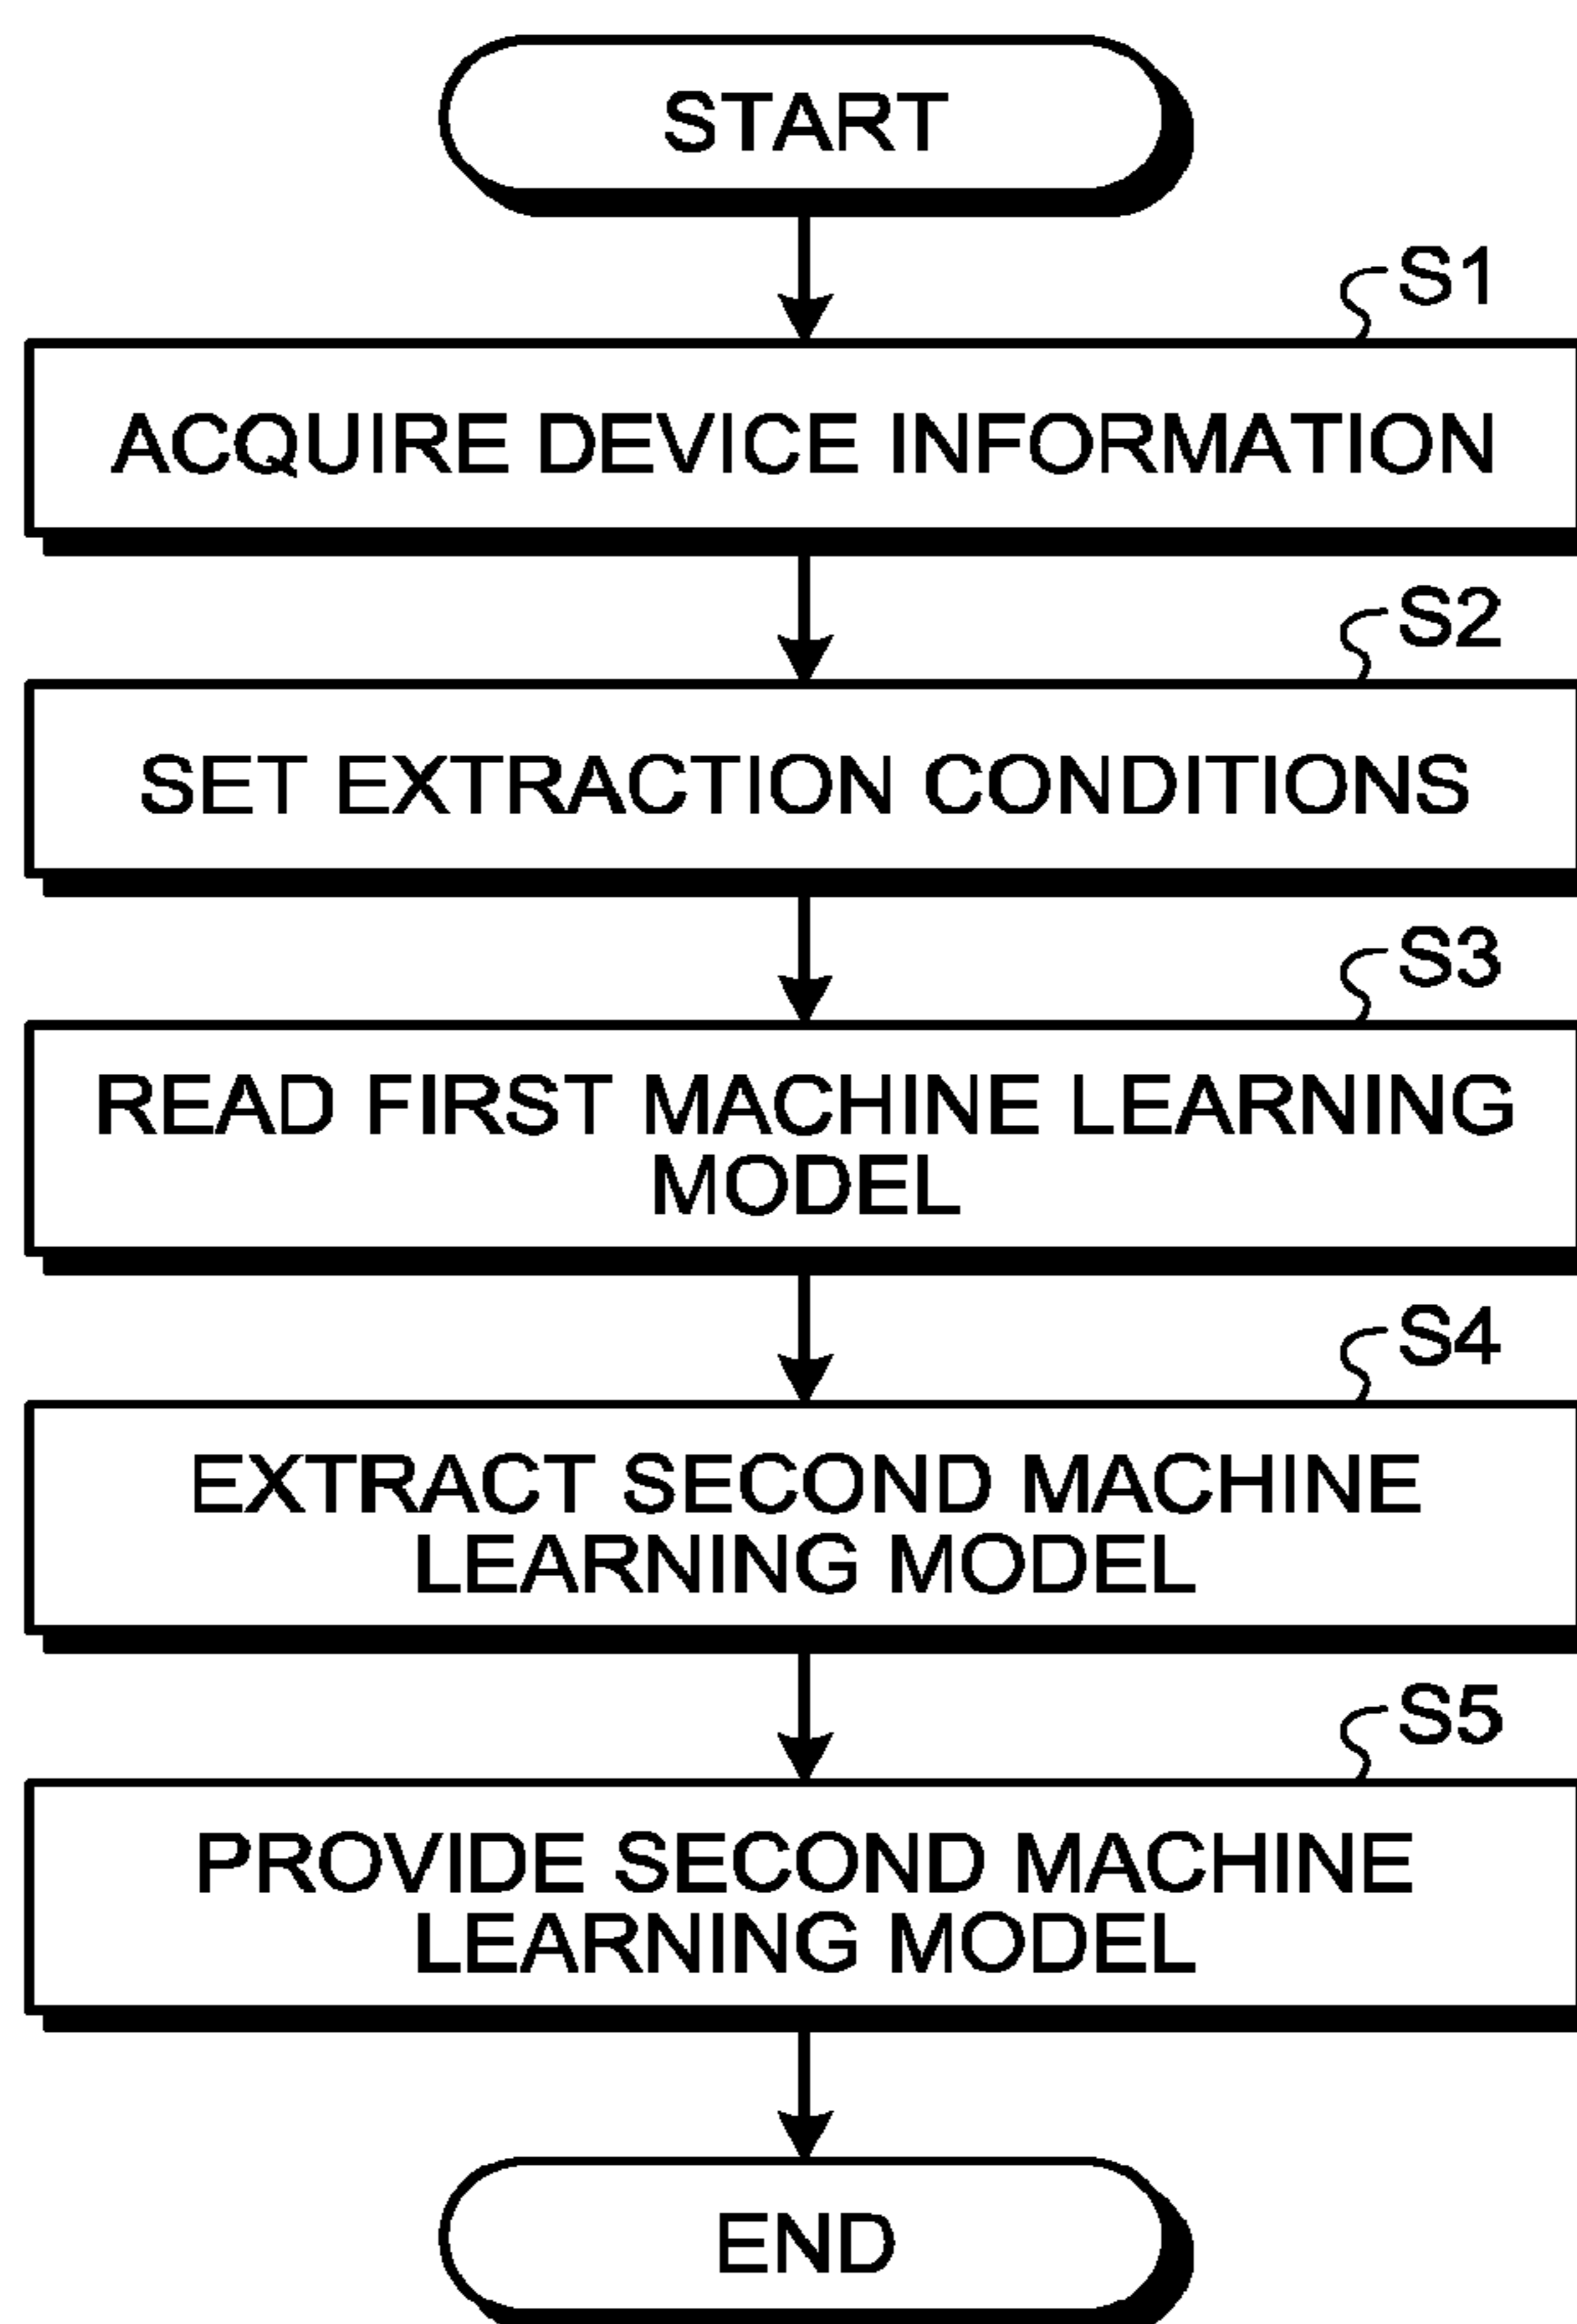 START
S1
ACQUIRE DEVICE INFORMATION
S2
SET EXTRACTION CONDITIONS
S3
READ FIRST MACHINE LEARNING
MODEL
S4
EXTRACT SECOND MACHINE
LEARNING MODEL
S5
PROVIDE SECOND MACHINE
LEARNING MODEL
END